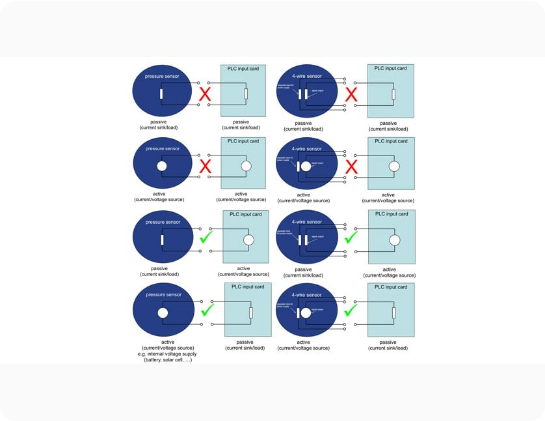 pressure sensor
PLC input card
passive
(current sink/load)
passive
(current sink/load)
4-wire sensor
PLC input card
passive
(current sink/load)
passive
(current sink/load)
pressure sensor
PLC input card
active
(current/voltage source)
active
(current/voltage source)
4-wire sensor
PLC input card
active
(current/voltage source)
active
(current/voltage source)
pressure sensor
PLC input card
passive
(current sink/load)
active
(current/voltage source)
4-wire sensor
PLC input card
passive
(current sink/load)
active
(current/voltage source)
pressure sensor
PLC input card
active
(current/voltage source)
e.g. internal voltage supply
(battery, solar cell, ...)
passive
(current sink/load)
4-wire sensor
PLC input card
active
(current/voltage source)
passive
(current sink/load)